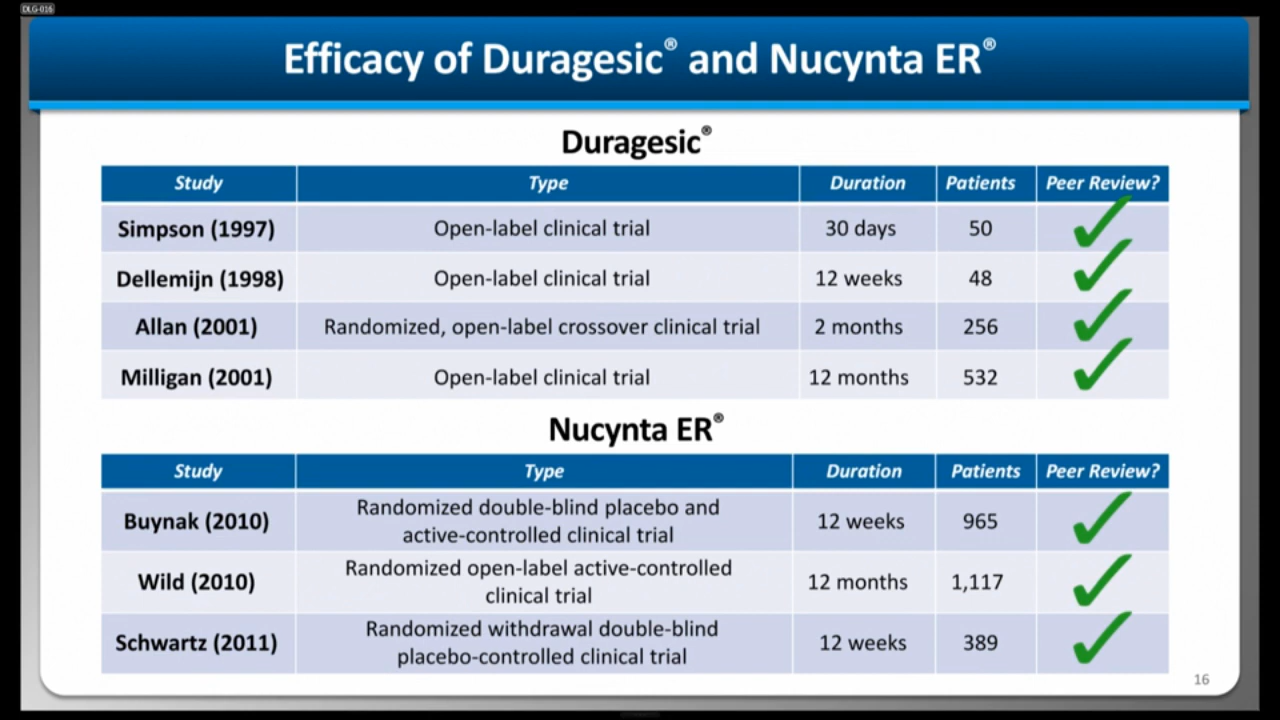 DLG-016
Efficacy of Duragesic® and Nucynta ER®
Duragesic®
Study Type Duration Patients Peer Review?
Simpson (1997) Open-label clinical trial 30 days 50
Dellemijn (1998) Open-label clinical trial 12 weeks 48
Allan (2001) Randomized, open-label crossover clinical trial 2 months 256
Milligan (2001) Open-label clinical trial 12 months 532
Nucynta ER®
Study Type Duration Patients Peer Review?
Buynak (2010) Randomized double-blind placebo and
active-controlled clinical trial 12 weeks 965
Wild (2010) Randomized open-label active-controlled
clinical trial 12 months 1,117
Schwartz (2011) Randomized withdrawal double-blind
placebo-controlled clinical trial 12 weeks 389
16